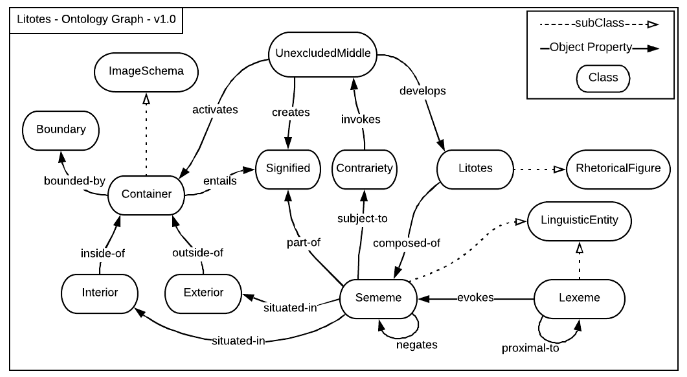 Litotes - Ontology Graph - v1.0
subClass
Object Property
Class
UnexcludedMiddle
ImageSchema
activates
creates
invokes
develops
Boundary
bounded-by
Container
entails
Signified
Contrariety
Litotes
RhetoricalFigure
inside-of
outside-of
part-of
subject-to
composed-of
LinguisticEntity
Interior
Exterior
situated-in
situated-in
Sememe
evokes
Lexeme
negates
proximal-to